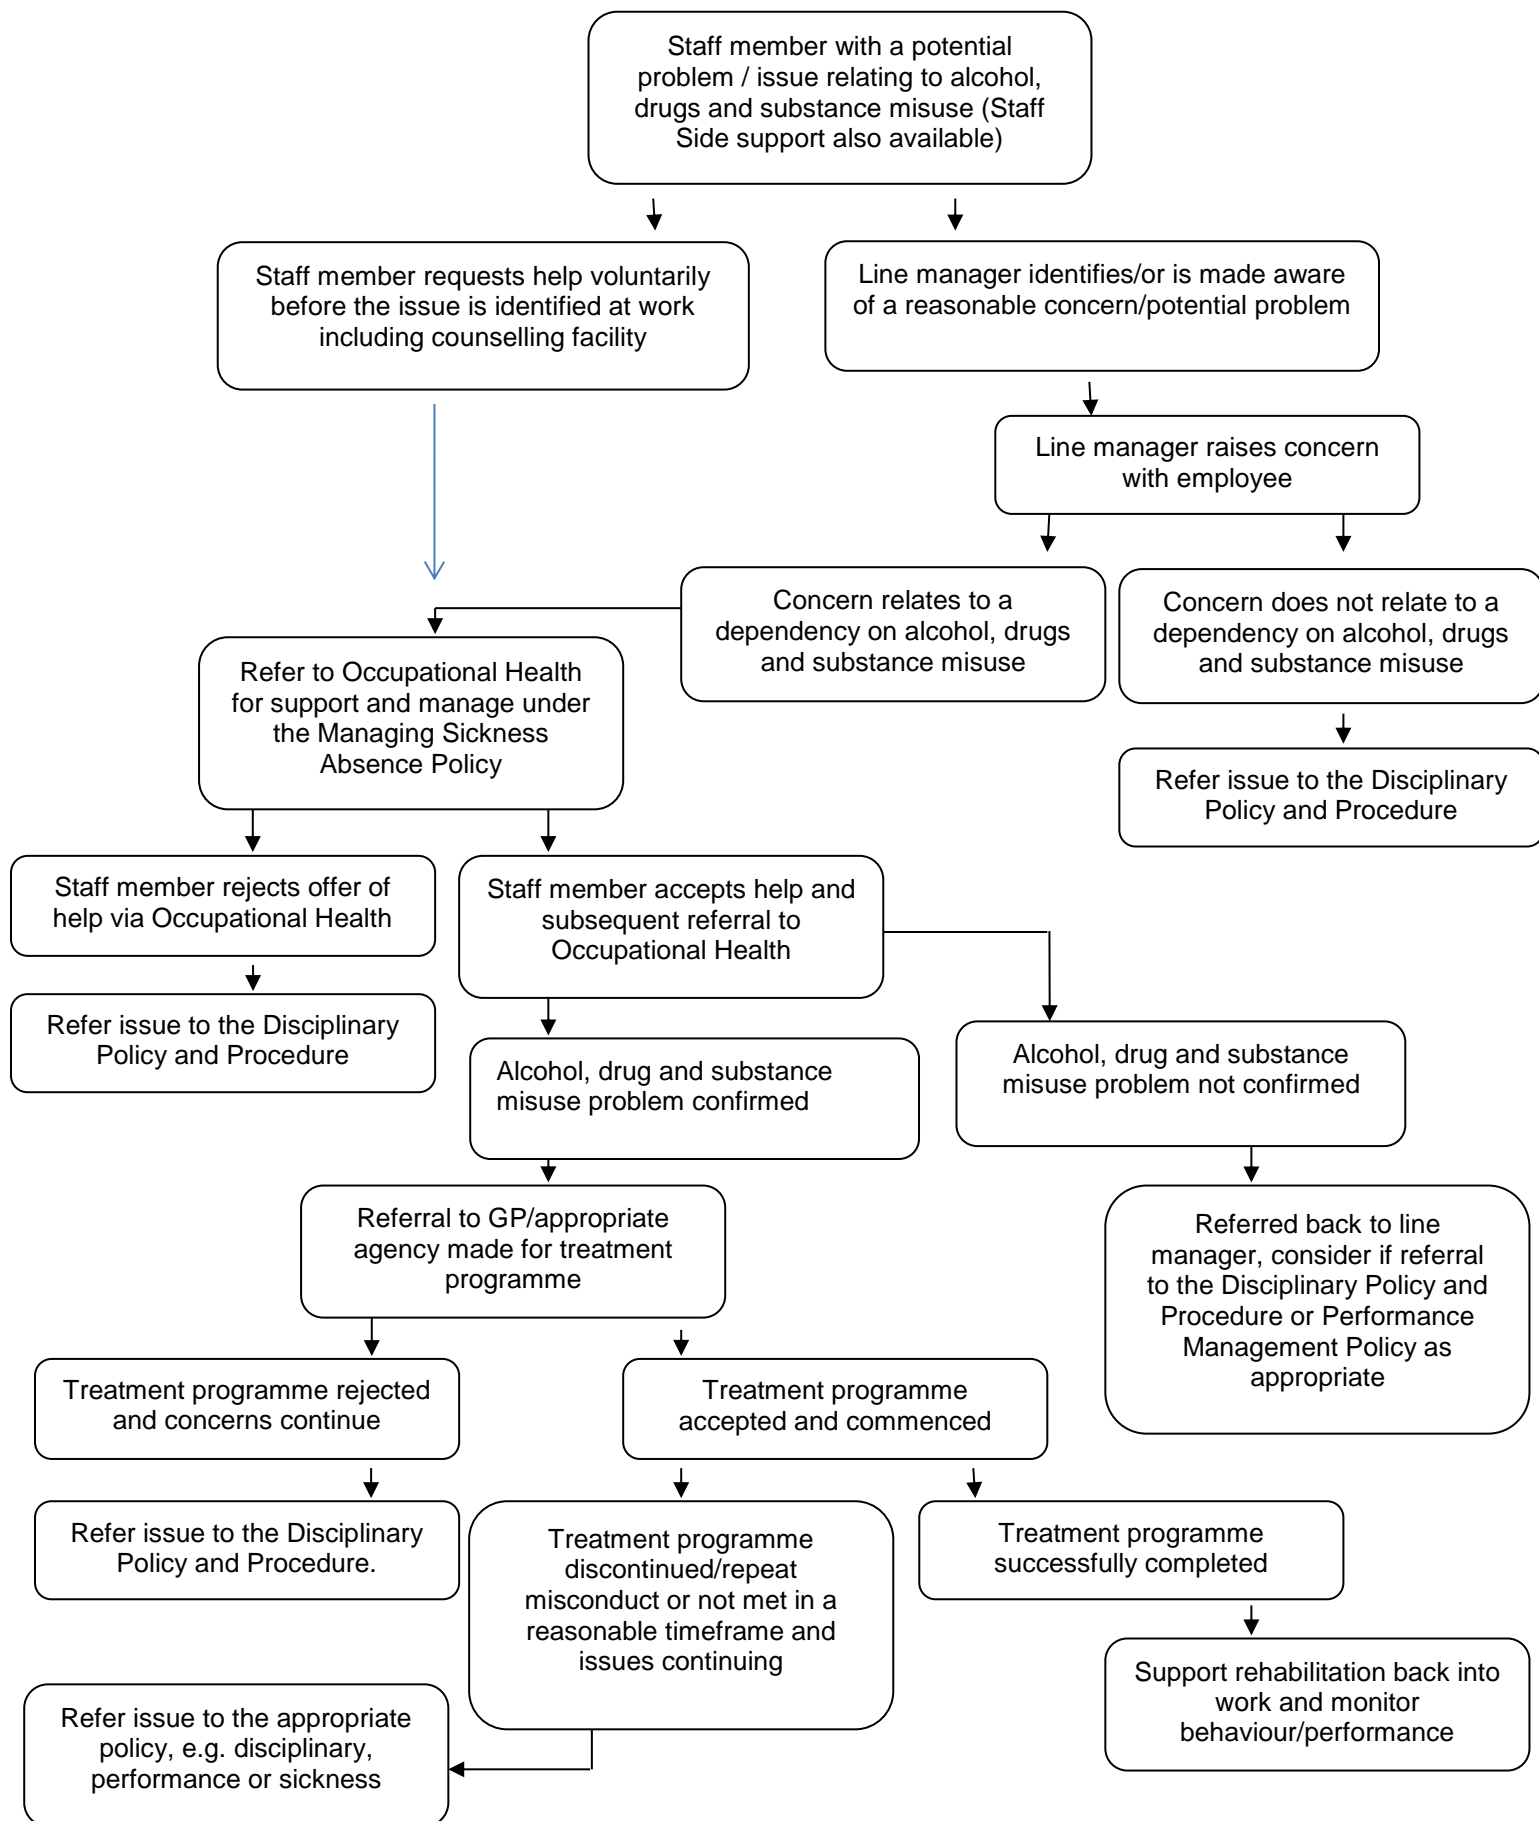 Staff member with a potential
problem / issue relating to alcohol,
drugs and substance misuse (Staff
Side support also available)
Staff member requests help voluntarily
before the issue is identified at work
including counselling facility
Line manager identifies/or is made aware
of a reasonable concern/potential problem
Line manager raises concern
with employee
Concern relates to a
dependency on alcohol, drugs
and substance misuse
Concern does not relate to a
dependency on alcohol, drugs
and substance misuse
Refer to Occupational Health
for support and manage under
the Managing Sickness
Absence Policy
Refer issue to the Disciplinary
Policy and Procedure
Staff member rejects offer of
help via Occupational Health
Staff member accepts help and
subsequent referral to
Occupational Health
Refer issue to the Disciplinary
Policy and Procedure
Alcohol, drug and substance
misuse problem confirmed
Alcohol, drug and substance
misuse problem not confirmed
Referral to GP/appropriate
agency made for treatment
programme
Referred back to line
manager, consider if referral
to the Disciplinary Policy and
Procedure or Performance
Management Policy as
appropriate
Treatment programme rejected
and concerns continue
Treatment programme
accepted and commenced
Refer issue to the Disciplinary
Policy and Procedure.
Treatment programme
discontinued/repeat
misconduct or not met in a
reasonable timeframe and
issues continuing
Treatment programme
successfully completed
Support rehabilitation back into
work and monitor
behaviour/performance
Refer issue to the appropriate
policy, e.g. disciplinary,
performance or sickness